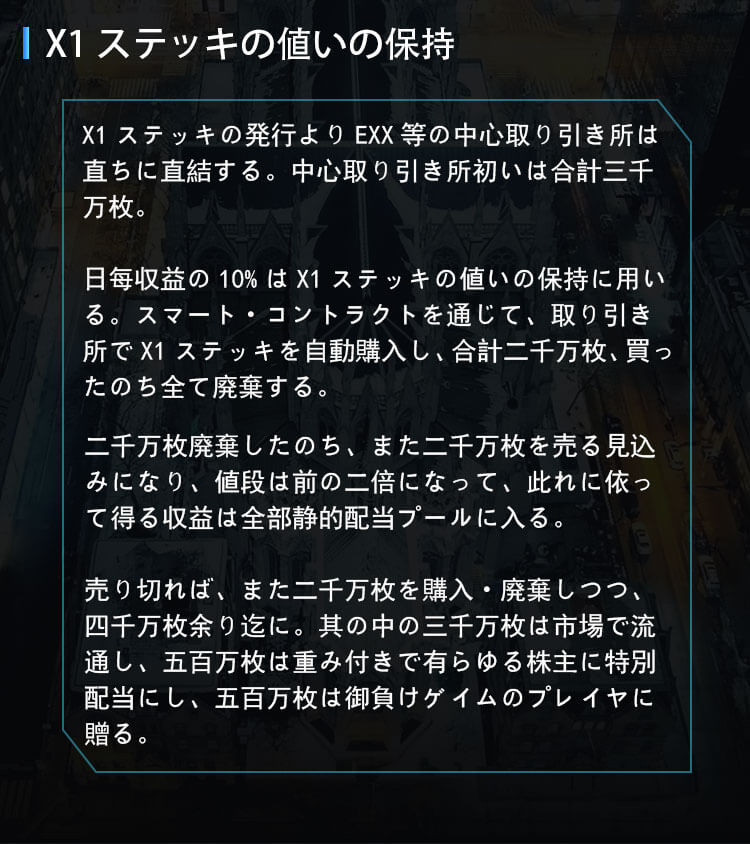 X1 ステッキの値いの保持
X1 ステッキの発行より EXX 等の中心取り引き所は
直ちに直結する。中心取り引き所初いは合計三千
万枚。
日毎収益の 10% は X1 ステッキの値いの保持に用い
る。スマート・コントラクトを通じて、取り引き
所で X1 ステッキを自動購入し、合計二千万枚、買っ
たのち全て廃棄する。
二千万枚廃棄したのち、また二千万枚を売る見込
みになり、値段は前の二倍になって、此れに依っ
て得る収益は全部静的配当プールに入る。
売り切れば、また二千万枚を購入・廃棄しつつ、
四千万枚余り迄に。其の中の三千万枚は市場で流
通し、五百万枚は重み付きで有らゆる株主に特別
配当にし、五百万枚は御負けゲイムのプレイヤに
贈る。